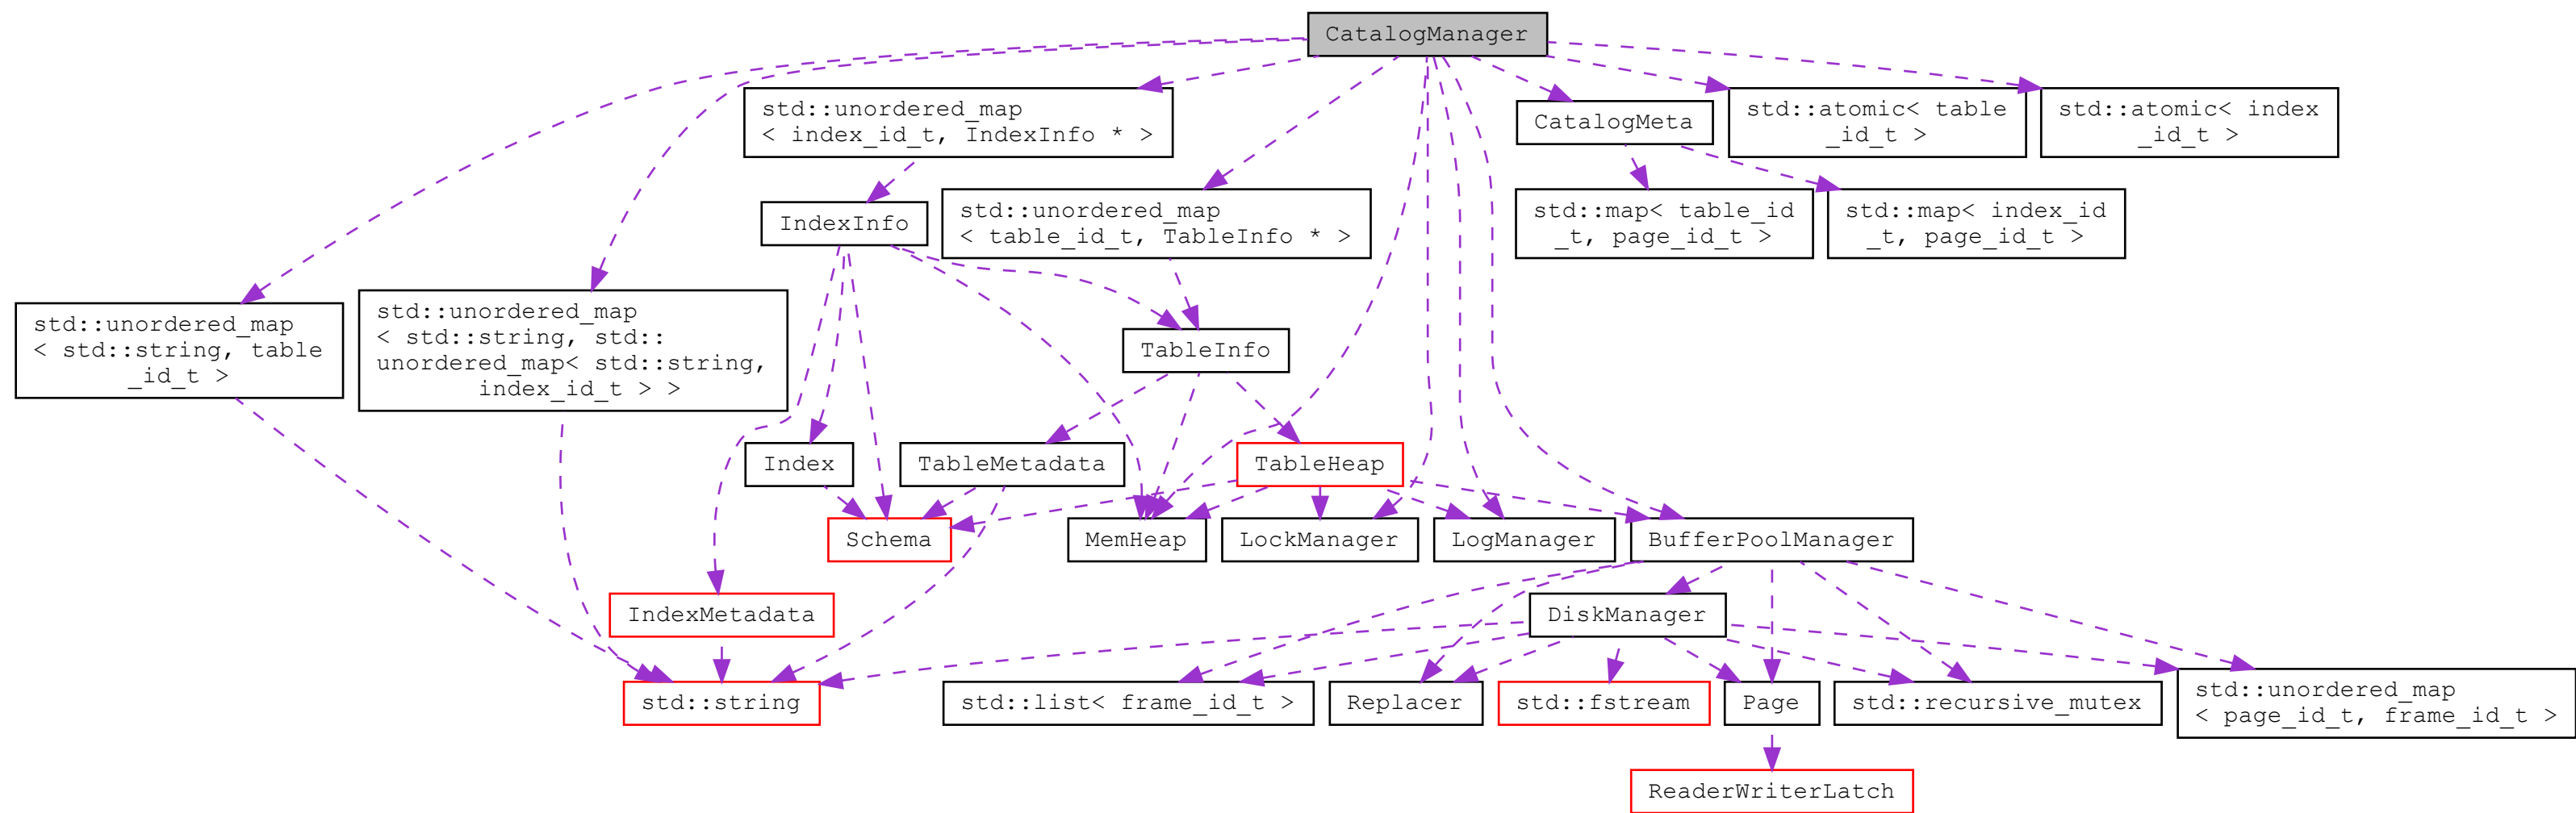 CatalogManager
std::unordered_map
< index_id_t, IndexInfo * >
CatalogMeta
std::atomic< table
_id_t >
std::atomic< index
_id_t >
IndexInfo
std::unordered_map
< table_id_t, TableInfo * >
std::map< table_id
_t, page_id_t >
std::map< index_id
_t, page_id_t >
std::unordered_map
< std::string, table
_id_t >
std::unordered_map
< std::string, std::
unordered_map< std::string,
index_id_t > >
TableInfo
Index
TableMetadata
TableHeap
Schema
MemHeap
LockManager
LogManager
BufferPoolManager
IndexMetadata
DiskManager
std::string
std::list< frame_id_t >
Replacer
std::fstream
Page
std::recursive_mutex
std::unordered_map
< page_id_t, frame_id_t >
ReaderWriterLatch